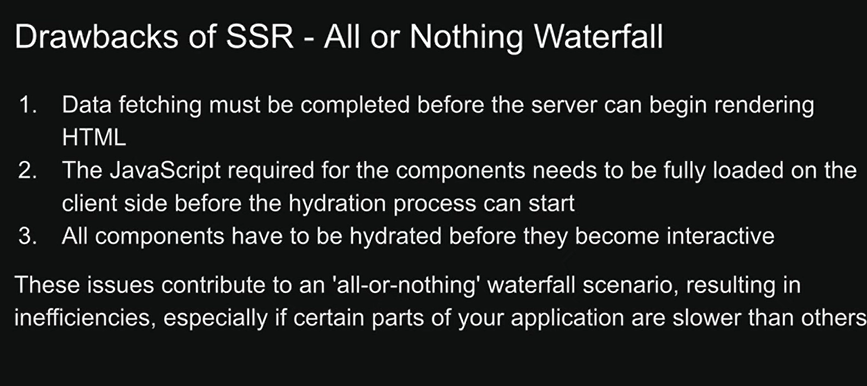 Drawbacks of SSR - All or Nothing Waterfall
1. Data fetching must be completed before the server can begin rendering
HTML
2. The JavaScript required for the components needs to be fully loaded on the
client side before the hydration process can start
3. All components have to be hydrated before they become interactive
These issues contribute to an 'all-or-nothing' waterfall scenario, resulting in
inefficiencies, especially if certain parts of your application are slower than others